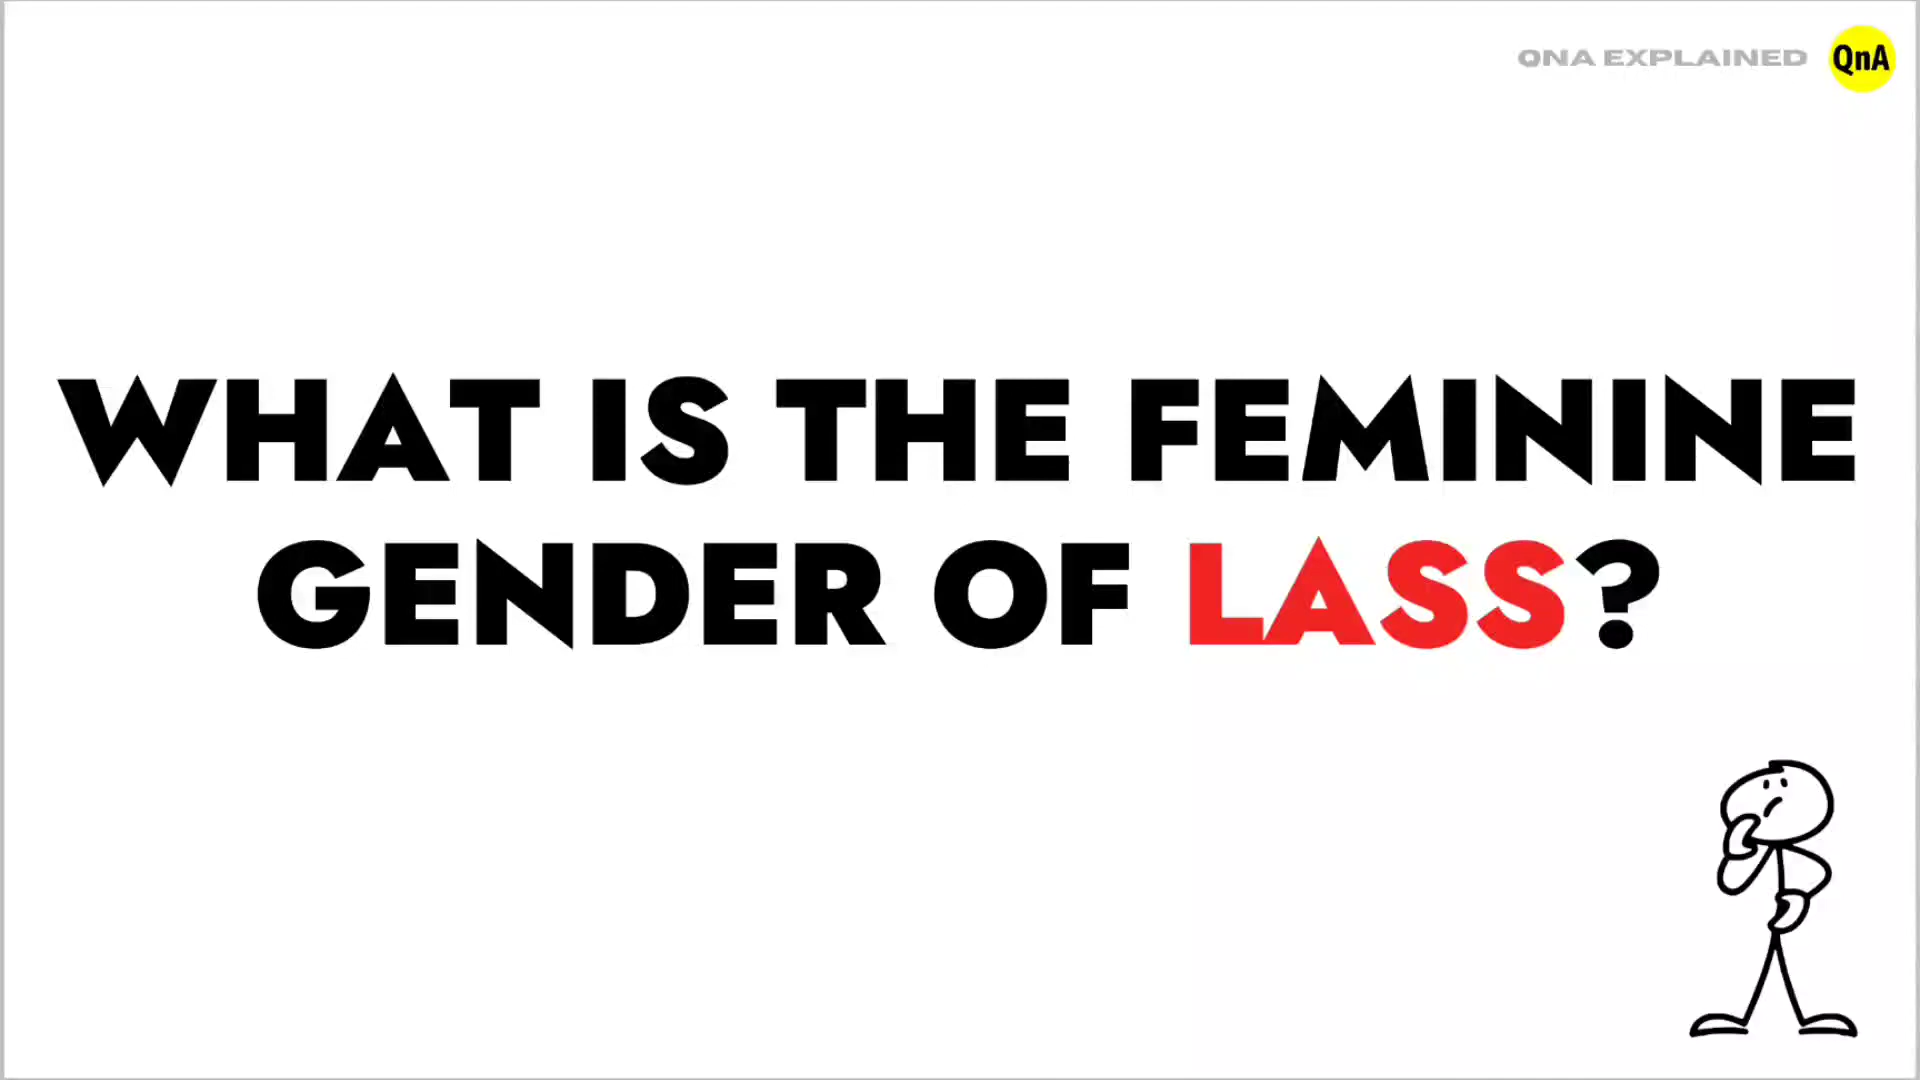 QNA EXPLAINED QnA
WHAT IS THE FEMININE
GENDER OF LASS?